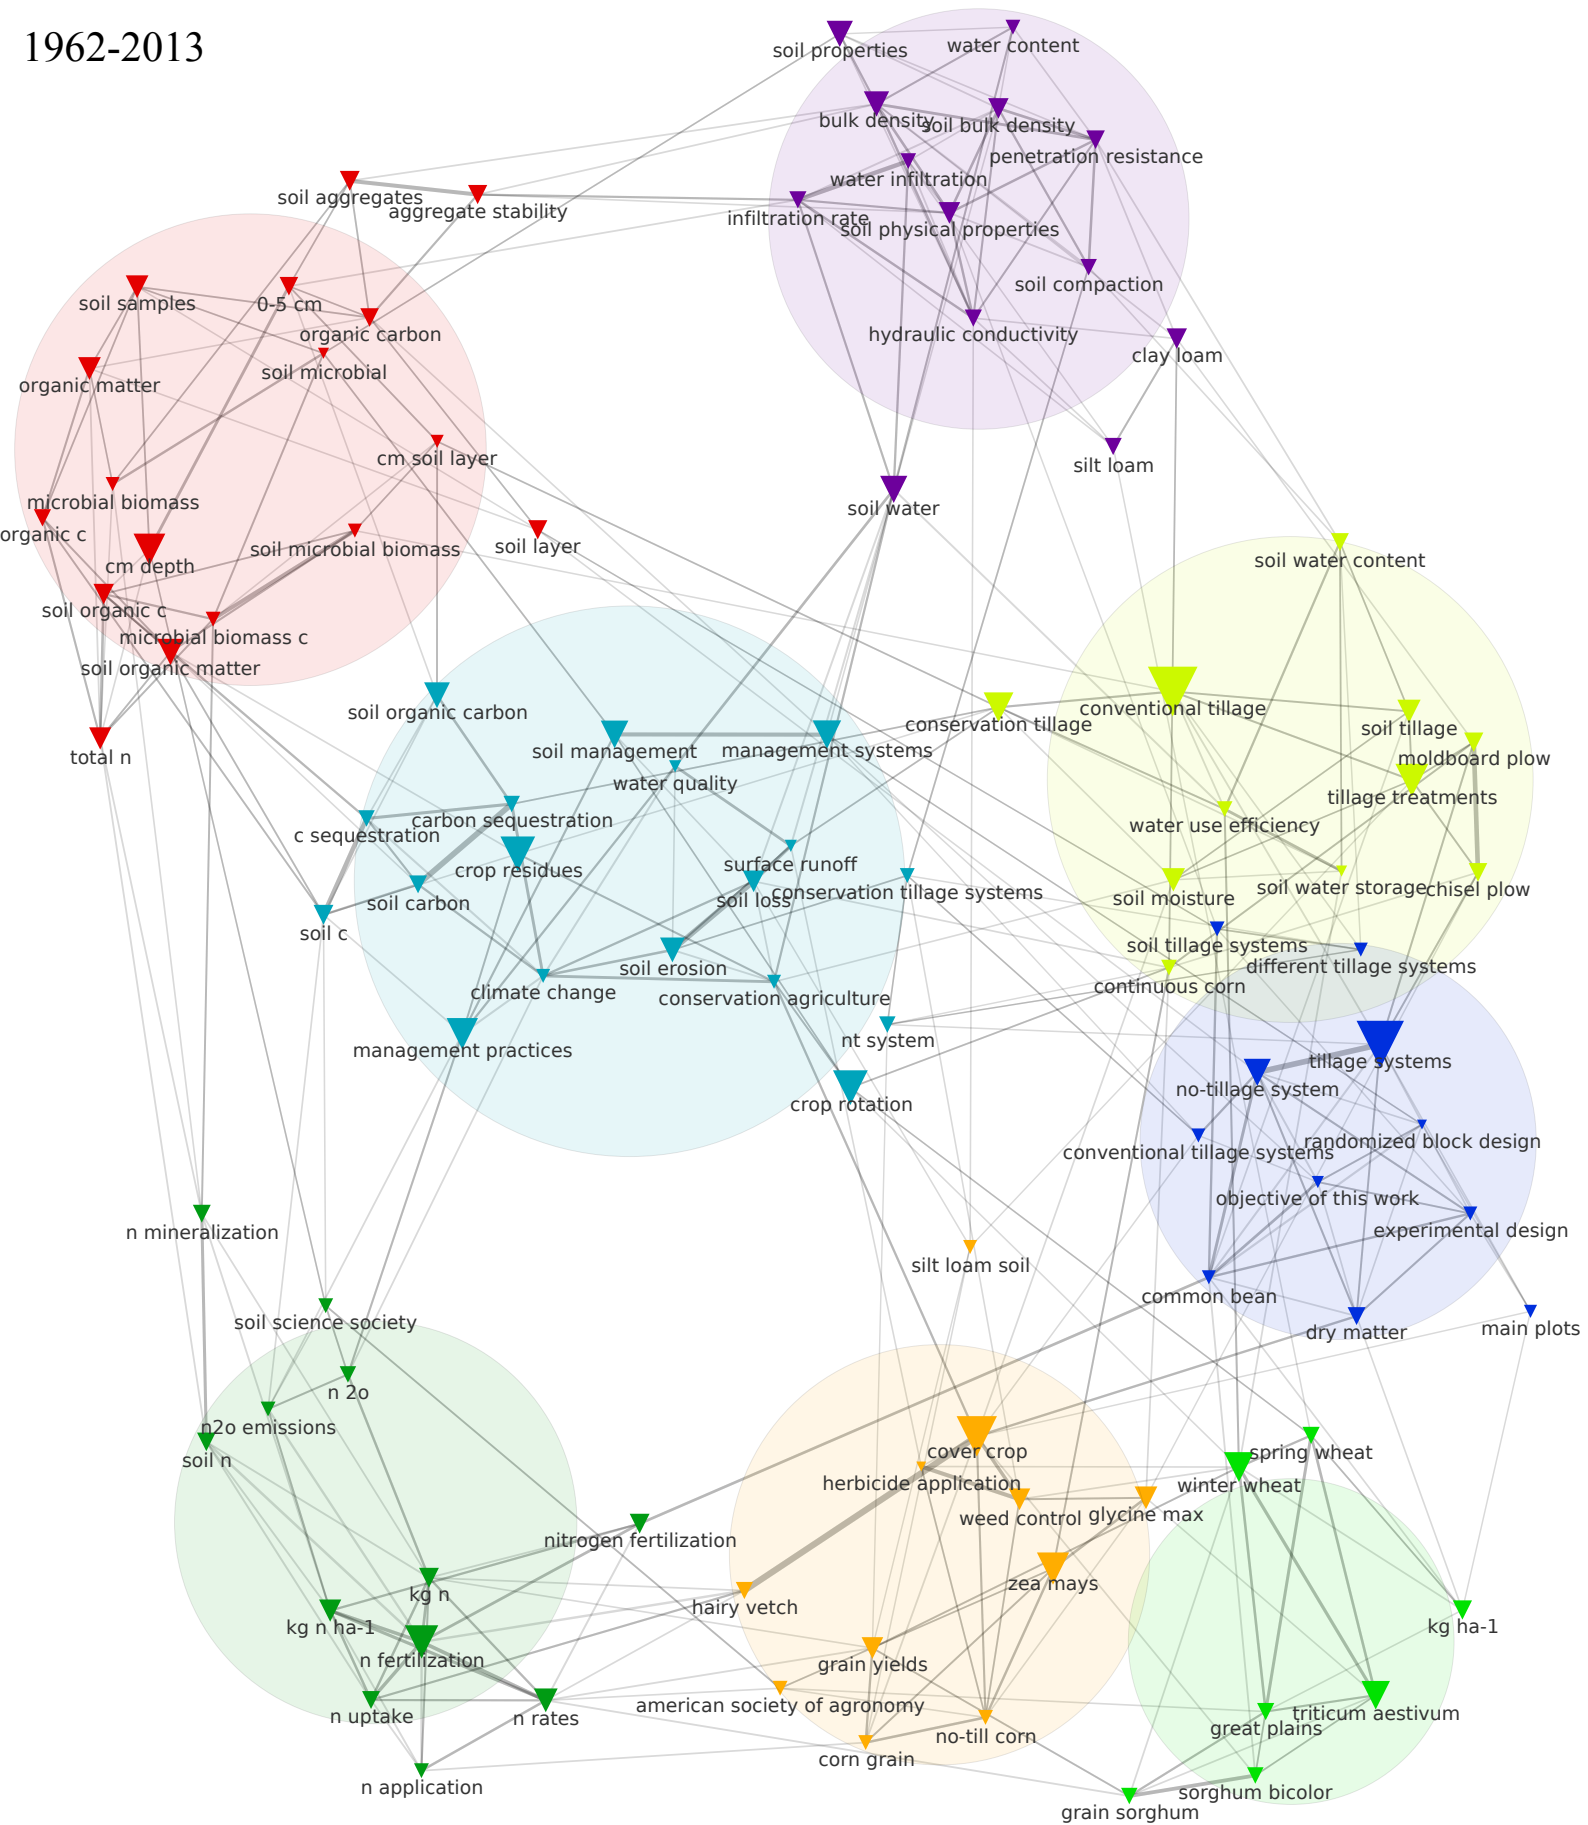 1962-2013
soil properties
water content
bulk density
soil bulk density
penetration resistance
water infiltration
soil aggregates
aggregate stability
infiltration rate
soil physical properties
soil compaction
soil samples
0-5 cm
organic carbon
hydraulic conductivity
clay loam
soil microbial
organic matter
cm soil layer
silt loam
microbial biomass
soil water
organic c
soil microbial biomass
soil layer
cm depth
soil water content
soil organic c
microbial biomass c
soil organic matter
soil organic carbon
conservation tillage
conventional tillage
soil tillage
total n
soil management
management systems
moldboard plow
water quality
tillage treatments
c sequestration
carbon sequestration
water use efficiency
crop residues
surface runoff
soil carbon
soil loss
conservation tillage systems
soil moisture
soil water storage
chisel plow
soil c
soil tillage systems
soil erosion
different tillage systems
climate change
conservation agriculture
continuous corn
management practices
nt system
tillage systems
no-tillage system
crop rotation
conventional tillage systems
randomized block design
objective of this work
n mineralization
experimental design
silt loam soil
common bean
soil science society
dry matter
main plots
n 2o
n2o emissions
cover crop
spring wheat
soil n
herbicide application
winter wheat
weed control
glycine max
nitrogen fertilization
zea mays
kg n
hairy vetch
kg n ha-1
kg ha-1
n fertilization
grain yields
american society of agronomy
n uptake
n rates
triticum aestivum
great plains
no-till corn
corn grain
n application
sorghum bicolor
grain sorghum